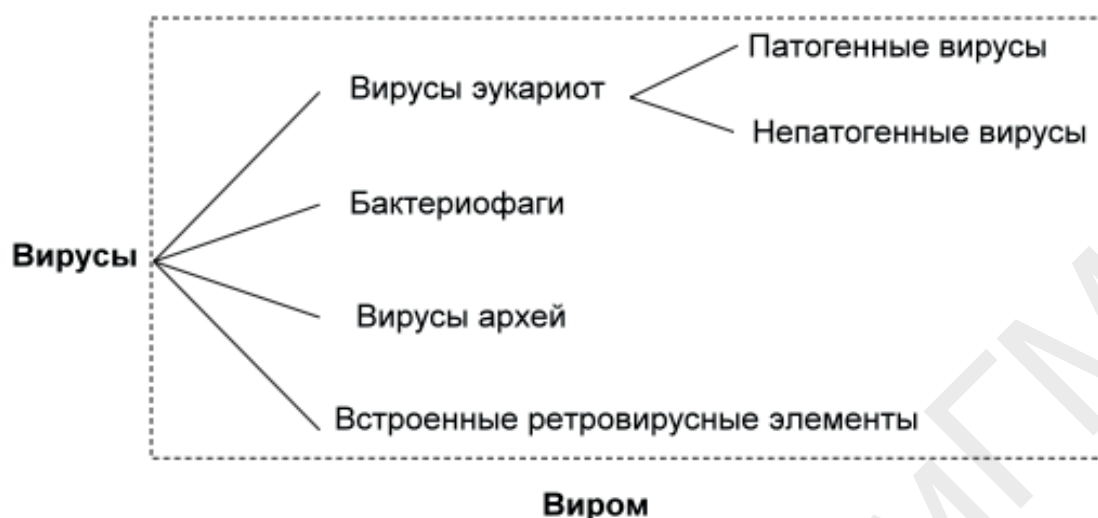 Патогенные вирусы
Вирусы эукариот
Непатогенные вирусы
Бактериофаги
Вирусы
Вирусы архей
Встроенные ретровирусные элементы
Виром